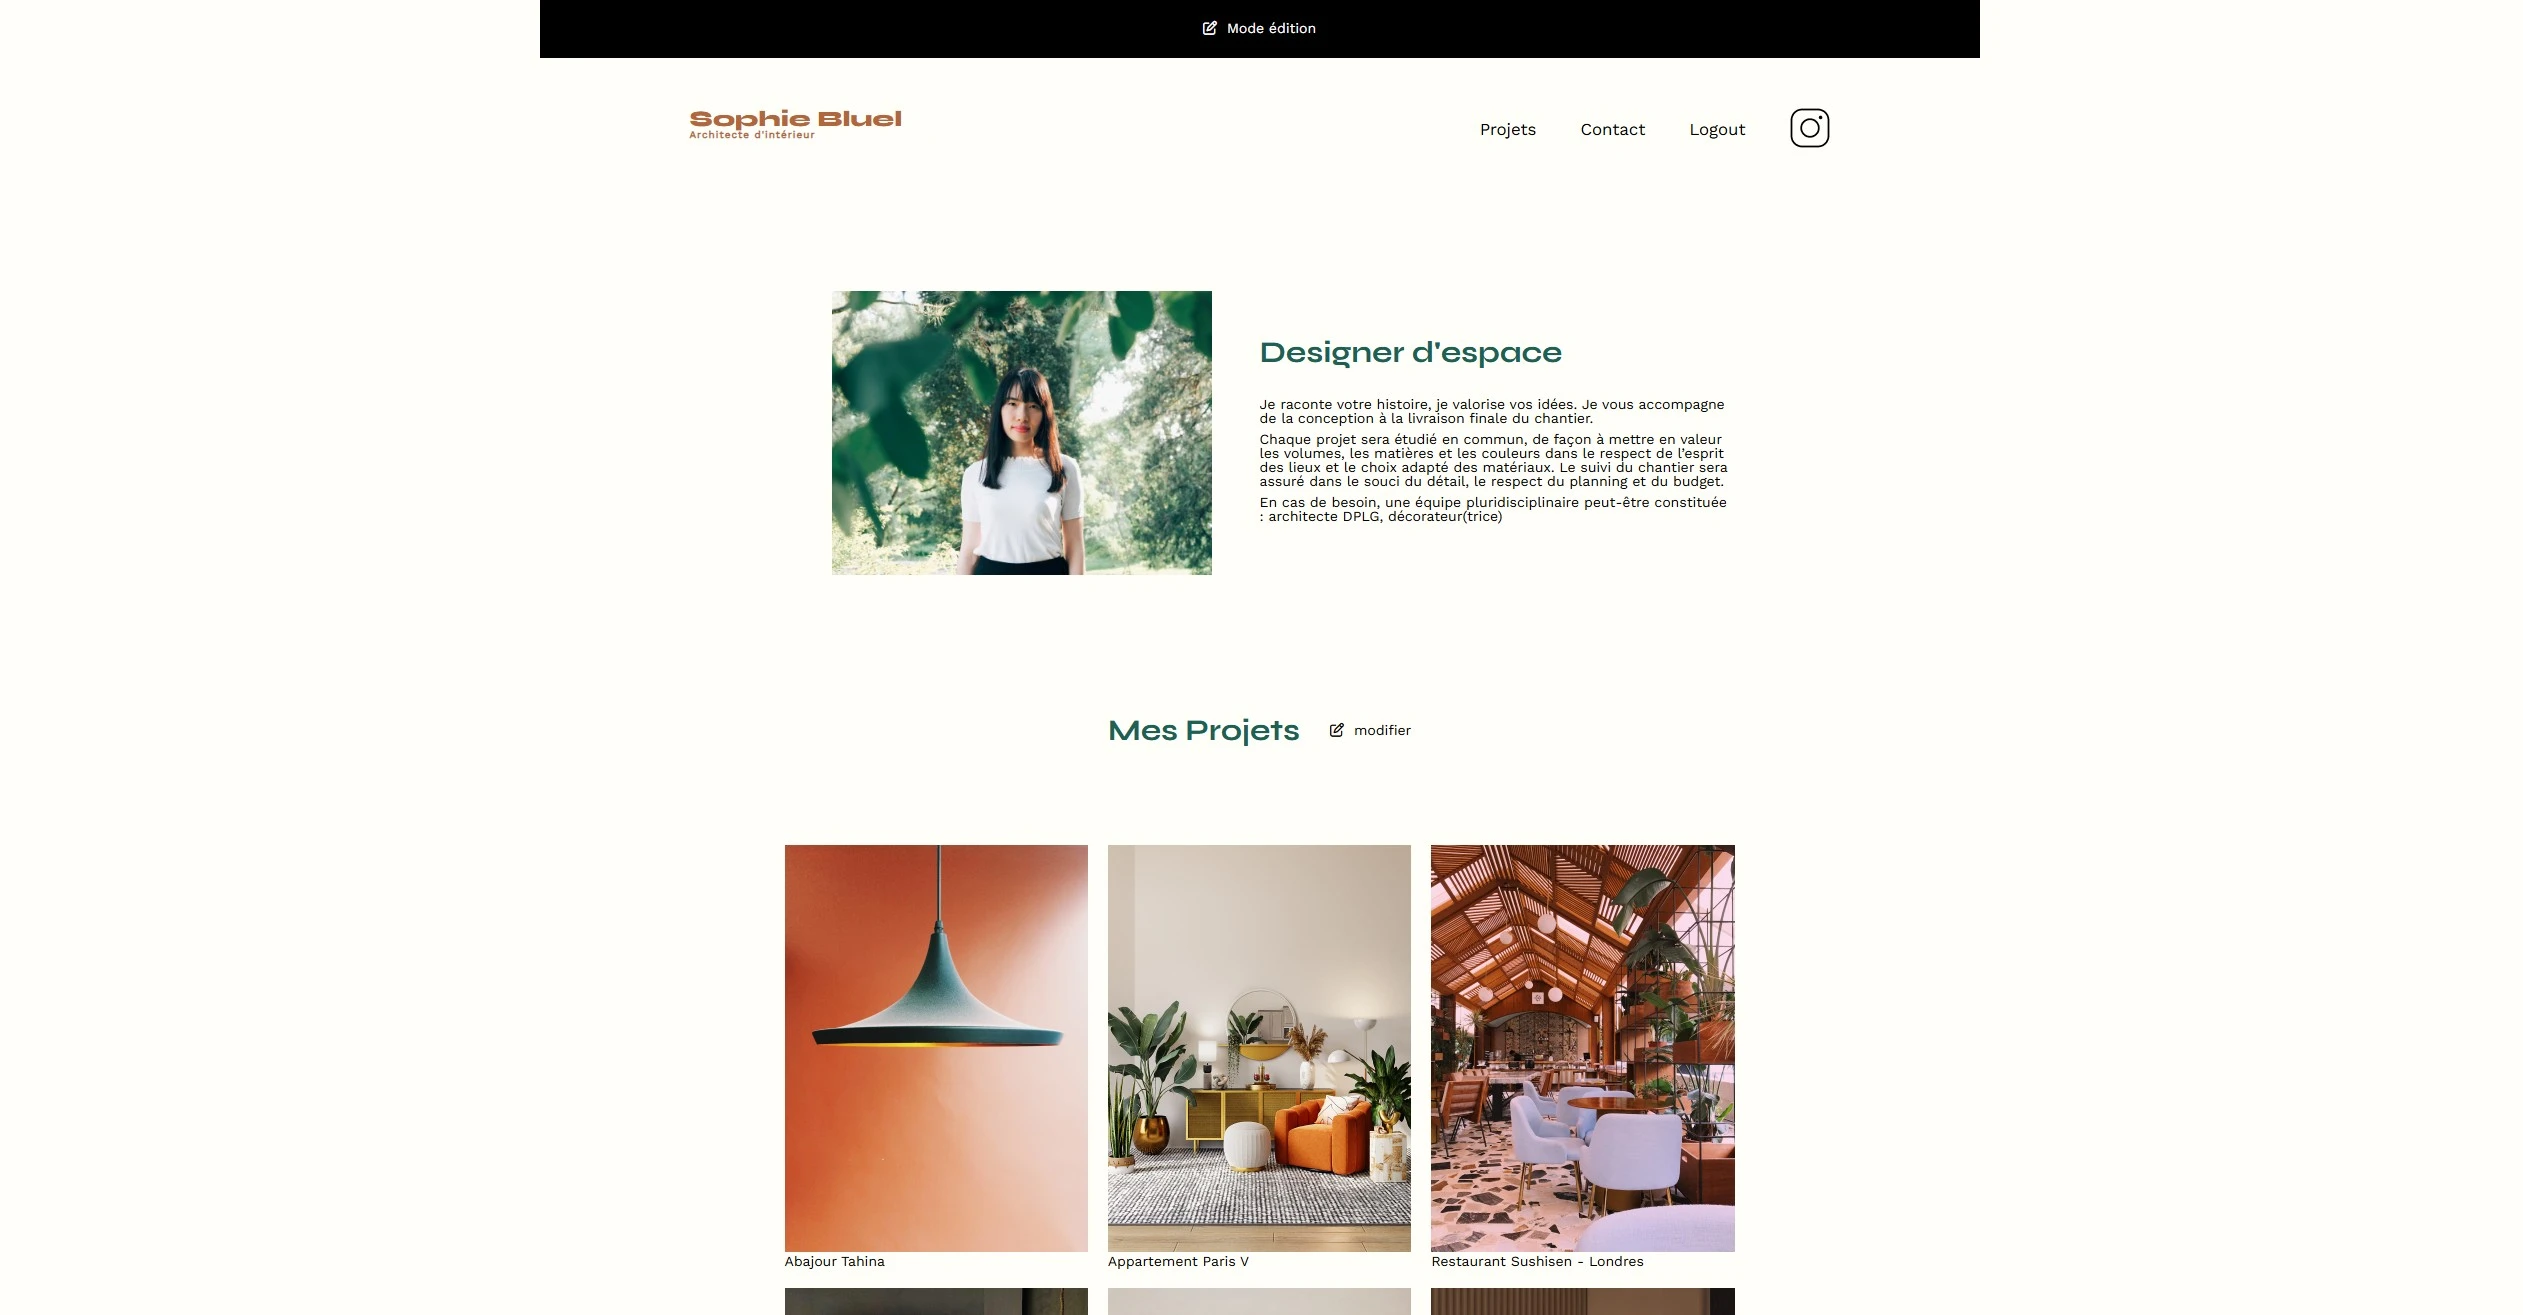 Mode édition
Sophie Bluel
Architecte d'intérieur
Projets
Contact
Logout
Designer d'espace
Je raconte votre histoire, je valorise vos idées. Je vous accompagne
de la conception à la livraison finale du chantier.
Chaque projet sera étudié en commun, de façon à mettre en valeur
les volumes, les matières et les couleurs dans le respect de l’esprit
des lieux et le choix adapté des matériaux. Le suivi du chantier sera
assuré dans le souci du détail, le respect du planning et du budget.
En cas de besoin, une équipe pluridisciplinaire peut-être constituée
: architecte DPLG, décorateur(trice)
Mes Projets
modifier
Abajour Tahina
Appartement Paris V
Restaurant Sushisen - Londres